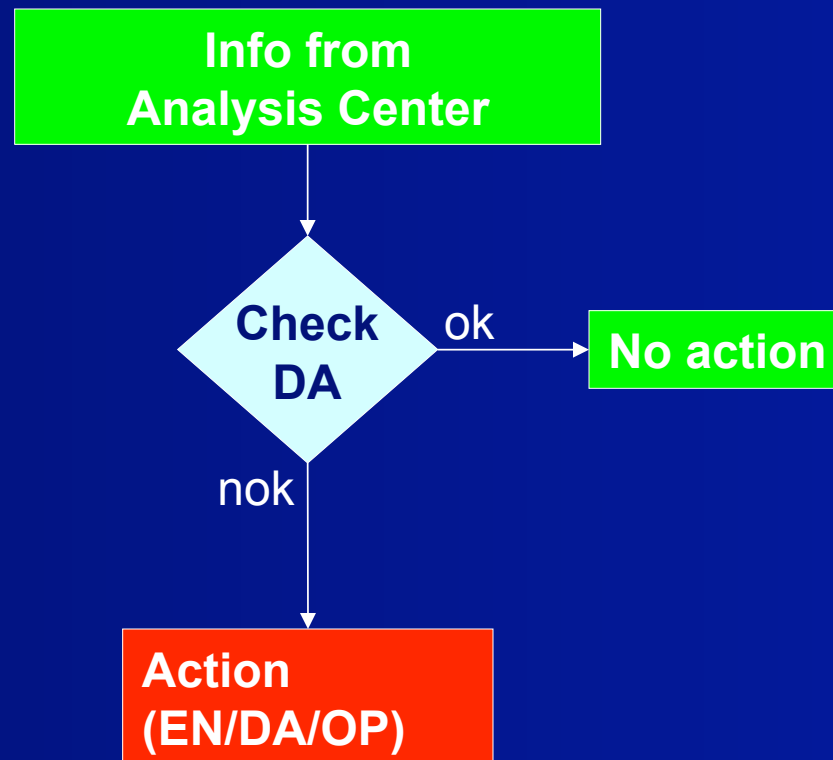 Info from
Analysis Center
Check
DA
ok
No action
nok
Action
(EN/DA/OP)